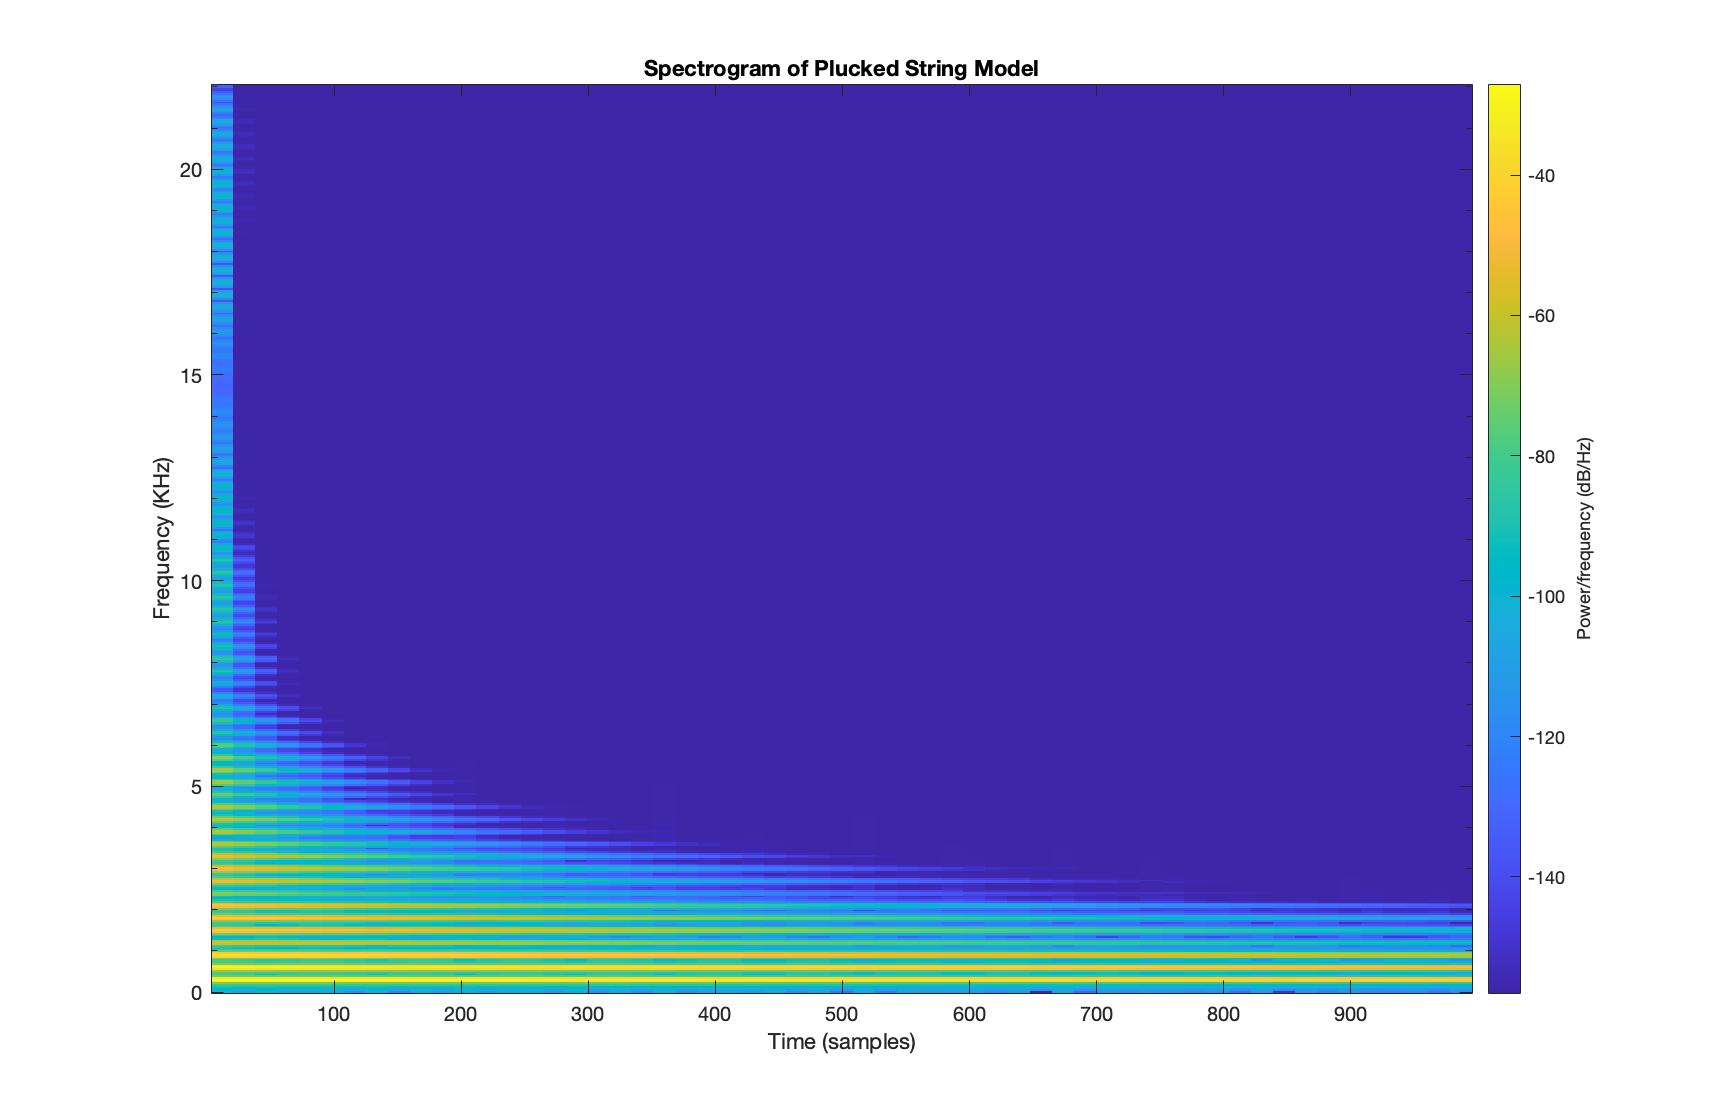 Spectrogram of Plucked String Model
20
15
10
5
0
Frequency (KHz)
100 200 300 400 500 600 700 800 900
Time (samples)
-40
-60
-80
-100
-120
-140
Power/frequency (dB/Hz)